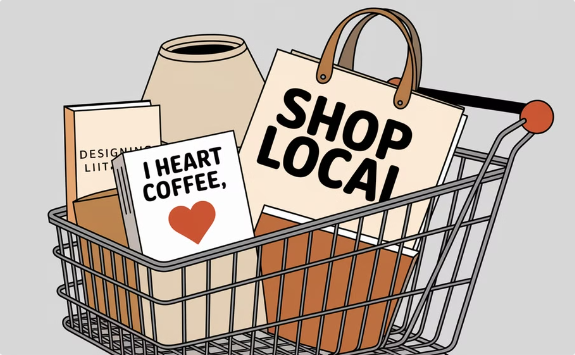 DESIGNING
I HEART
COFFEE,
SHOP
LOCAL